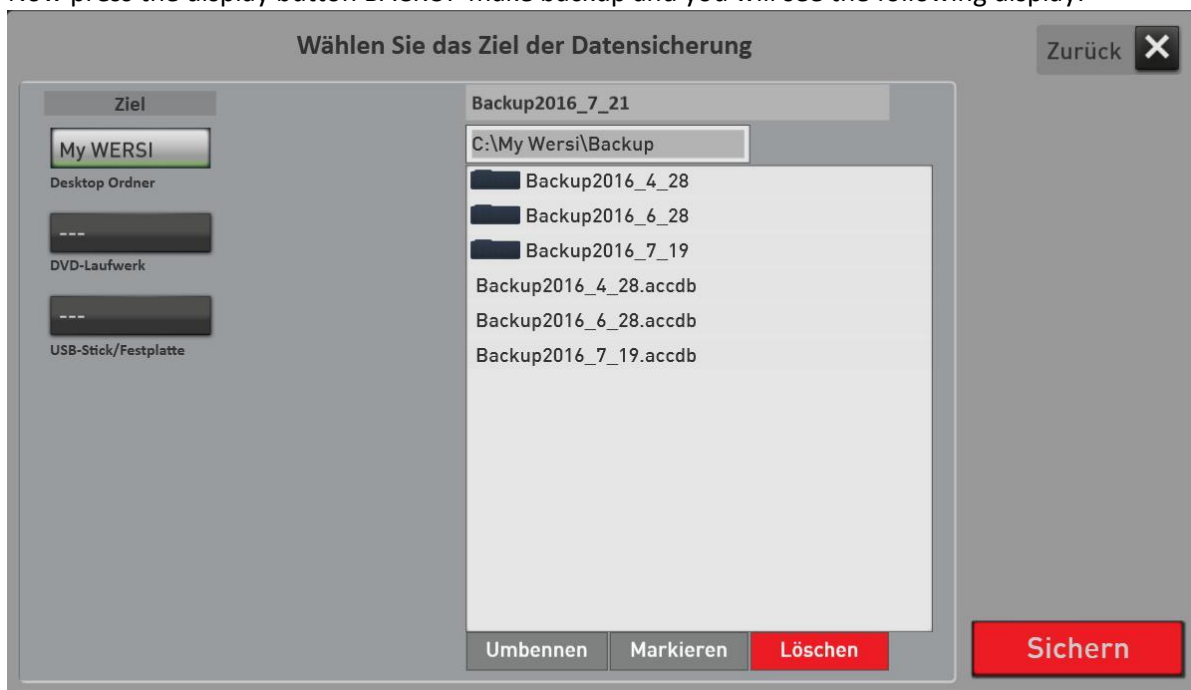 Now press the display button BACKUP make backup and you will see the following display:
Wählen Sie das Ziel der Datensicherung
Zurück
Ziel
My WERSI
Desktop Ordner
---
DVD-Laufwerk
---
USB-Stick/Festplatte
Backup2016_7_21
C:\My Wersi\Backup
Backup2016_4_28
Backup2016_6_28
Backup2016_7_19
Backup2016_4_28.accdb
Backup2016_6_28.accdb
Backup2016_7_19.accdb
Umbennen Markieren Löschen
Sichern